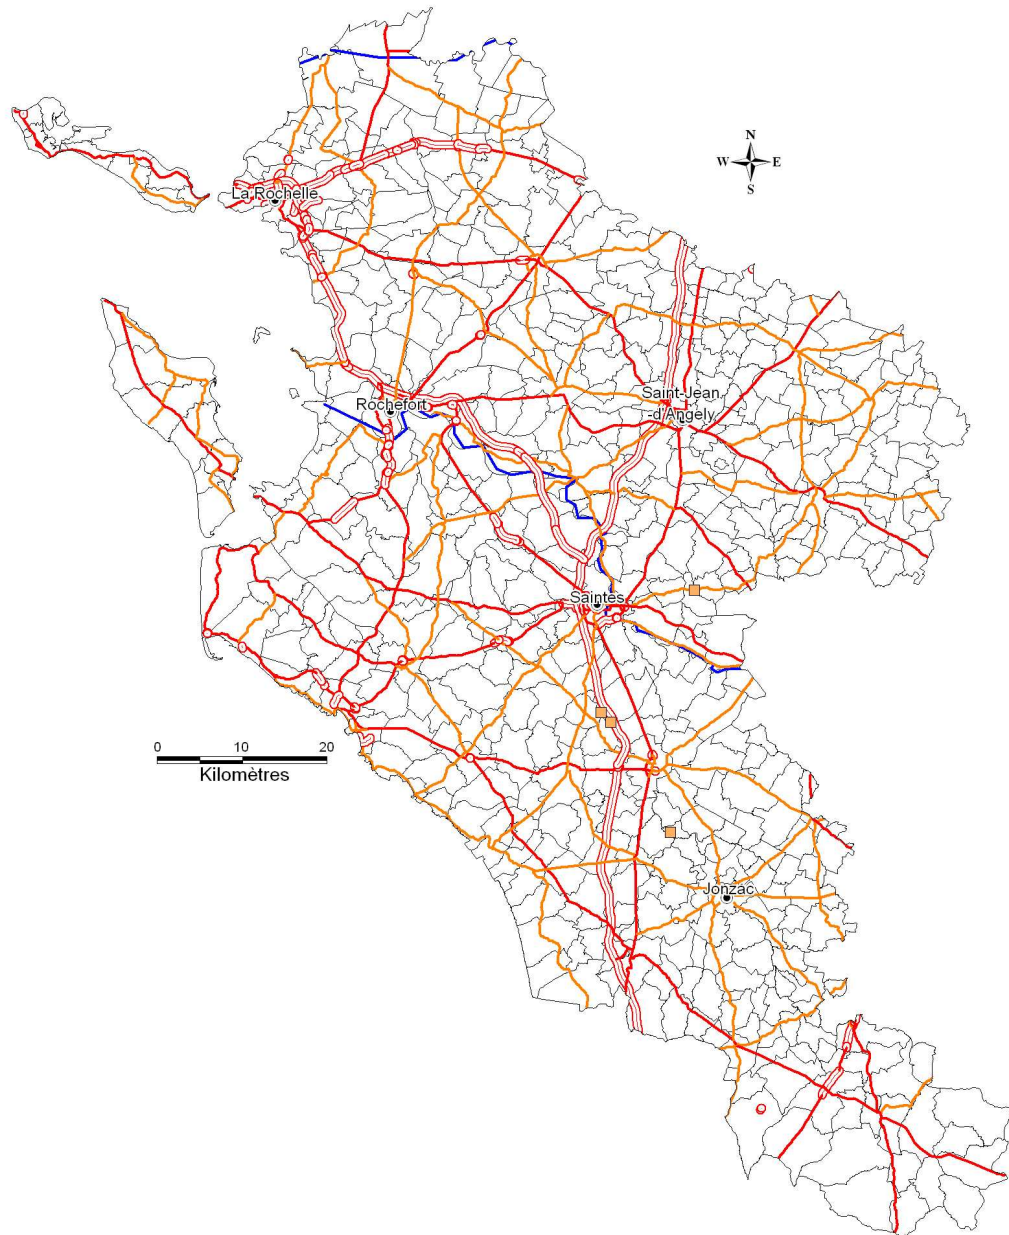 N
W E
S
La Rochelle
Rochefort
Saint-Jean
-d'Angély
Saintes
0 10 20
Kilomètres
Jonzac